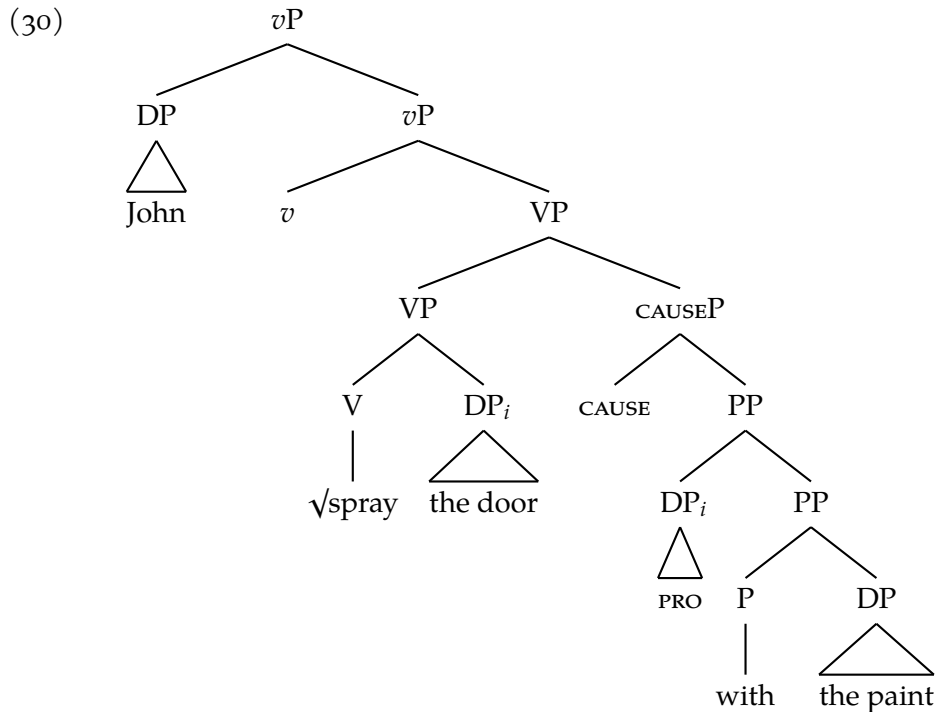 (30) vP
DP vP
John v VP
VP CAUSEP
V DPi CAUSE PP
√spray the door DPi PP
PRO P DP
with the paint